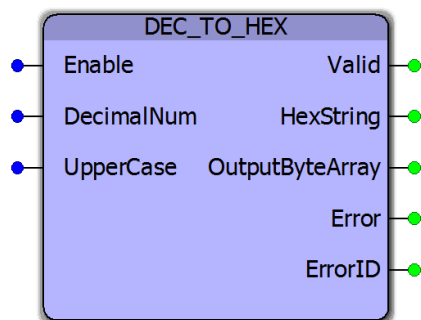 DEC_TO_HEX
Enable Valid
DecimalNum HexString
UpperCase OutputByteArray
Error
ErrorID